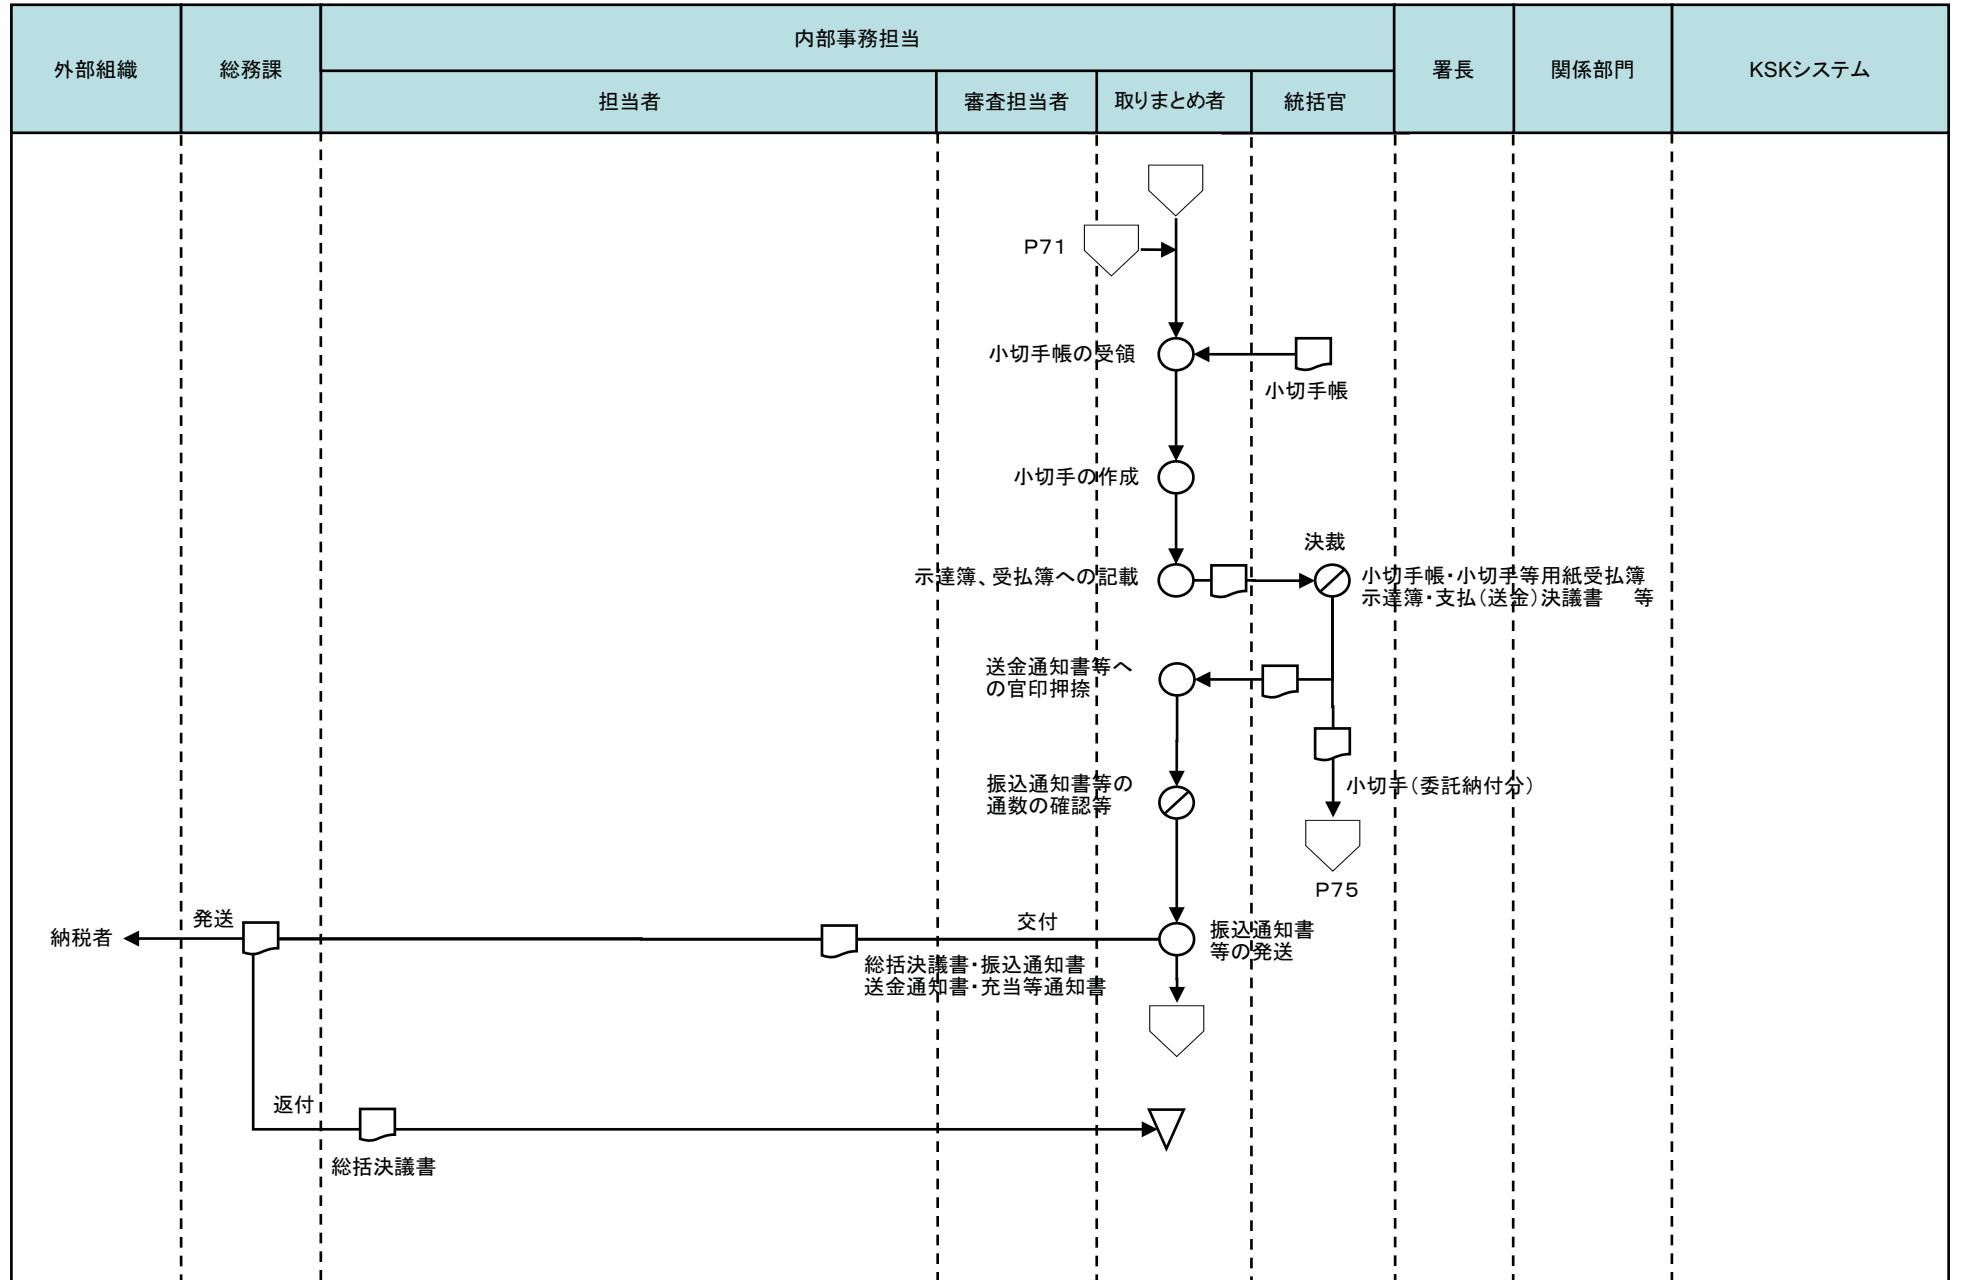 外部組織
総務課
内部事務担当
担当者
審査担当者
取りまとめ者
統括官
署長
関係部門
KSKシステム
P71
小切手帳の受領
小切手帳
小切手の作成
決裁
示達簿、受払簿への記載
小切手帳・小切手等用紙受払簿
示達簿・支払(送金)決議書 等
送金通知書等へ
の官印押捺
振込通知書等の
通数の確認等
小切手(委託納付分)
P75
納税者
発送
交付
振込通知書
等の発送
総括決議書・振込通知書
送金通知書・充当等通知書
返付
総括決議書